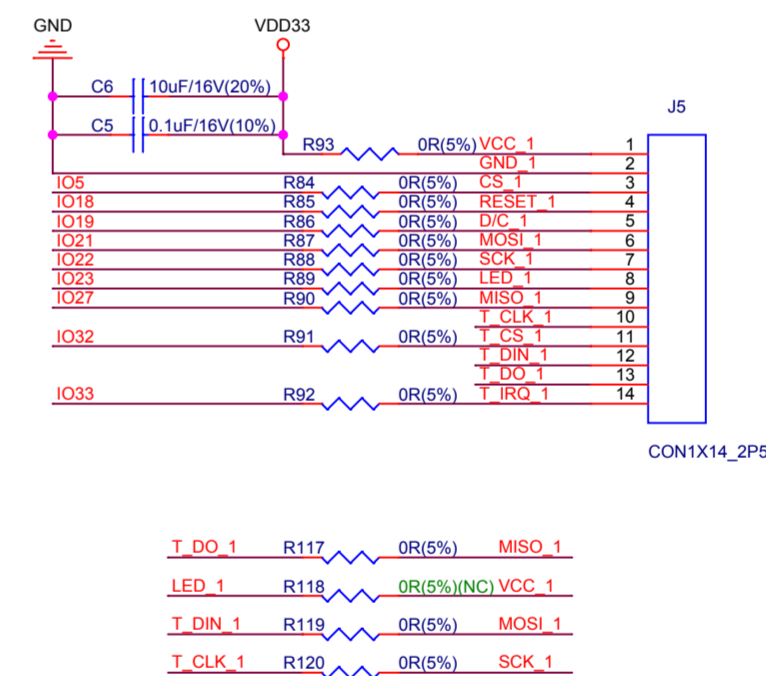 GND VDD33
C6 10uF/16V(20%)
C5 0.1uF/16V(10%)
J5
R93 0R(5%) VCC_1 1
GND_1 2
IO5 R84 0R(5%) CS_1 3
IO18 R85 0R(5%) RESET_1 4
IO19 R86 0R(5%) D/C_1 5
IO21 R87 0R(5%) MOSI_1 6
IO22 R88 0R(5%) SCK_1 7
IO23 R89 0R(5%) LED_1 8
IO27 R90 0R(5%) MISO_1 9
T_CLK_1 10
IO32 R91 0R(5%) T_CS_1 11
T_DIN_1 12
T_DO_1 13
IO33 R92 0R(5%) T_IRQ_1 14
CON1X14_2P5
T_DO_1 R117 0R(5%) MISO_1
LED_1 R118 0R(5%)(NC) VCC_1
T_DIN_1 R119 0R(5%) MOSI_1
T_CLK_1 R120 0R(5%) SCK_1